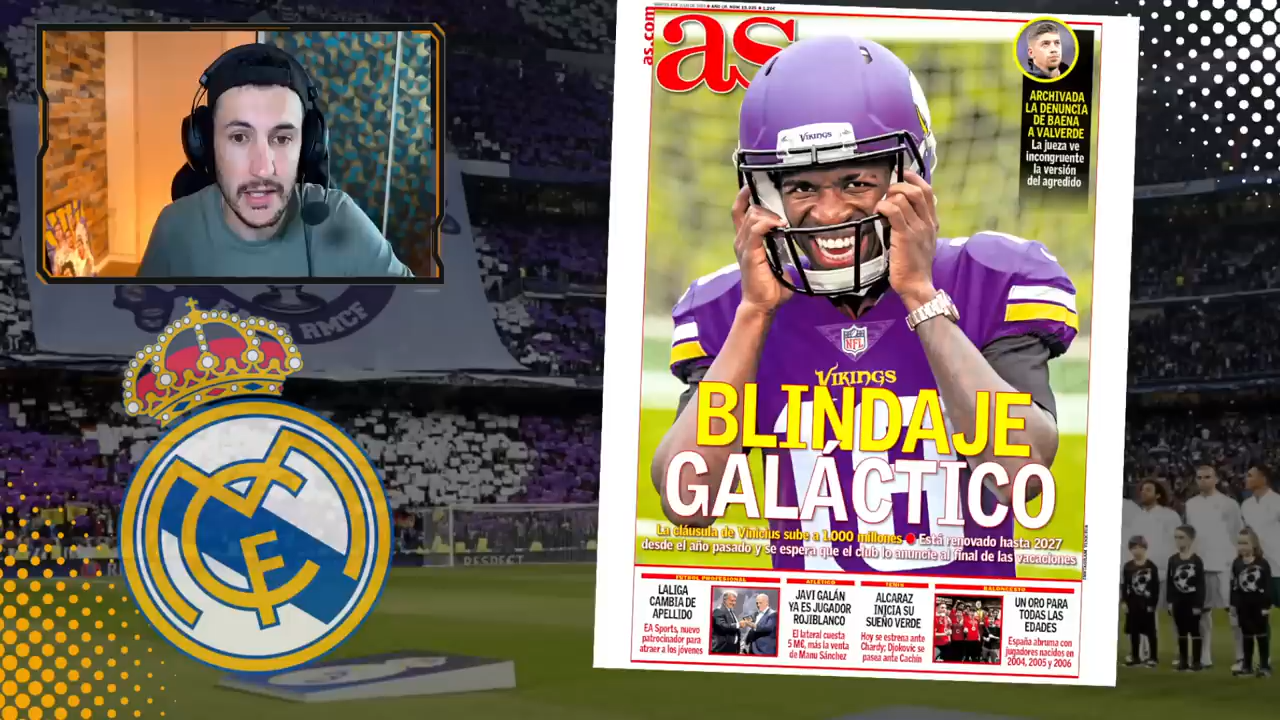 as.com
as
ARCHIVADA
LA DENUNCIA
DE BAENA
A VALVERDE
La jueza ve
incongruente
la versión
del agredido
VIKINGS
NFL
VIKINGS
BLINDAJE
GALÁCTICO
La cláusula de Vinicius sube a 1.000 millones ● Está renovado hasta 2027
desde el año pasado y se espera que el club lo anuncie al final de las vacaciones
FÚTBOL PROFESIONAL
LALIGA
CAMBIA DE
APELLIDO
EA Sports, nuevo
patrocinador para
atraer a los jóvenes
ATLÉTICO
JAVI GALÁN
YA ES JUGADOR
ROJIBLANCO
El lateral cuesta
5 M€, más la venta
de Manu Sánchez
TENIS
ALCARAZ
INICIA SU
SUEÑO VERDE
Hoy se estrena ante
Chardy; Djokovic se
pasea ante Cachín
BALONCESTO
UN ORO PARA
TODAS LAS
EDADES
España abruma con
jugadores nacidos en
2004, 2005 y 2006
RMCF
RESPECT